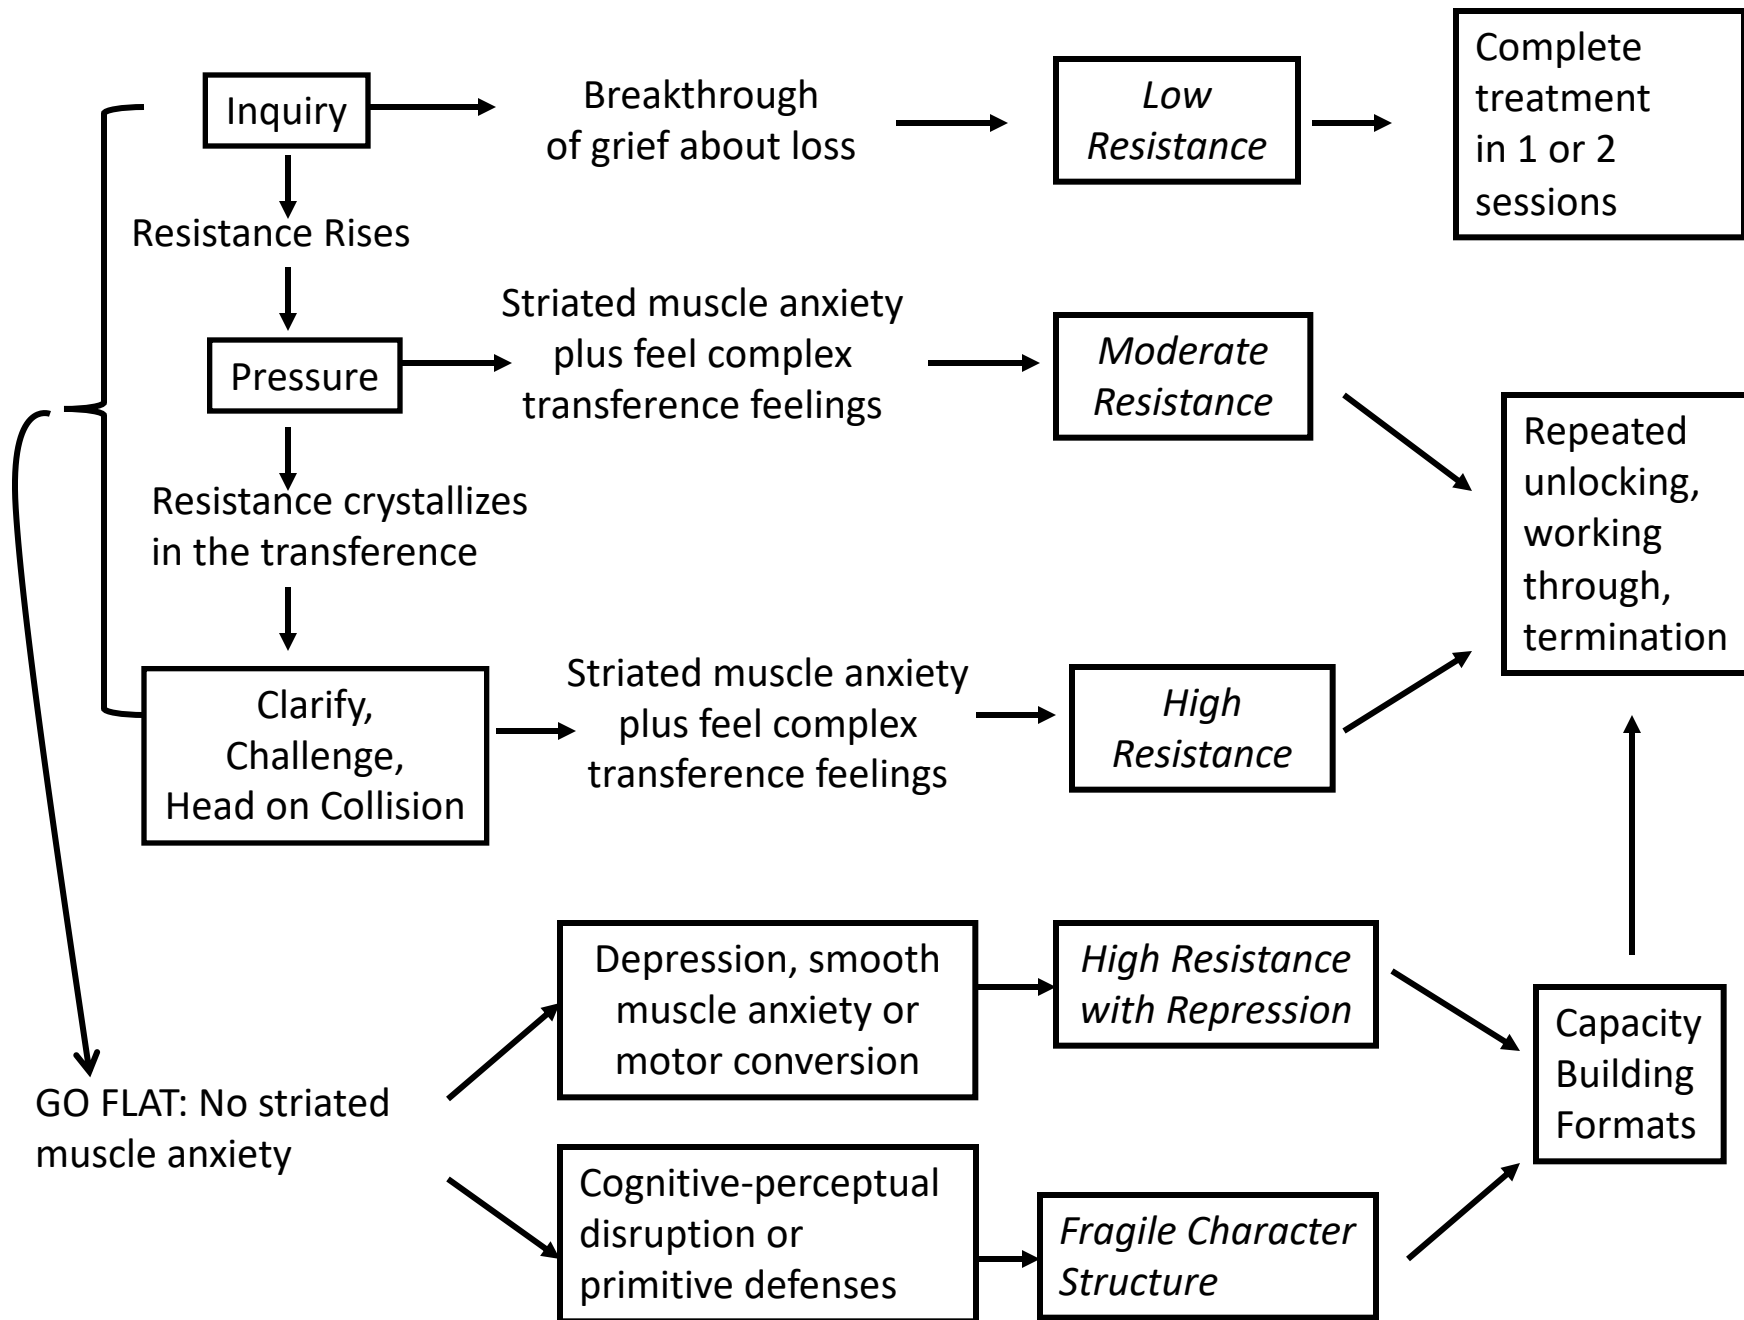 Inquiry
Breakthrough
of grief about loss
Low
Resistance
Complete
treatment
in 1 or 2
sessions
Resistance Rises
Pressure
Striated muscle anxiety
plus feel complex
transference feelings
Moderate
Resistance
Repeated
unlocking,
working
through,
termination
Resistance crystallizes
in the transference
Clarify,
Challenge,
Head on Collision
Striated muscle anxiety
plus feel complex
transference feelings
High
Resistance
GO FLAT: No striated
muscle anxiety
Depression, smooth
muscle anxiety or
motor conversion
High Resistance
with Repression
Capacity
Building
Formats
Cognitive-perceptual
disruption or
primitive defenses
Fragile Character
Structure